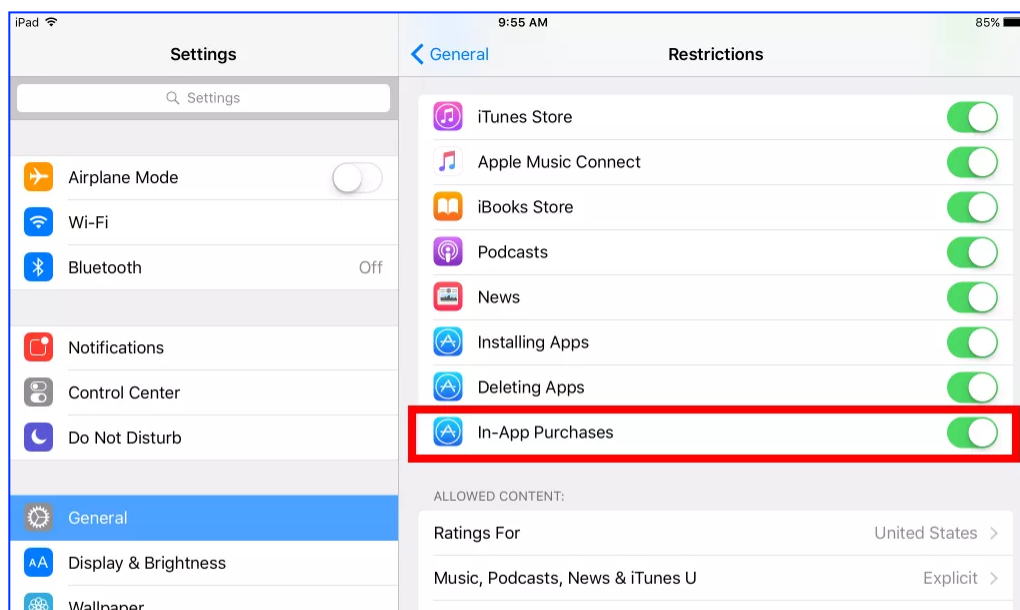 iPad
9:55 AM
85%
Settings
Settings
Airplane Mode
Wi-Fi
Bluetooth Off
Notifications
Control Center
Do Not Disturb
General
AA Display & Brightness
Wallpaper
General
Restrictions
iTunes Store
Apple Music Connect
iBooks Store
Podcasts
News
Installing Apps
Deleting Apps
In-App Purchases
ALLOWED CONTENT:
Ratings For United States
Music, Podcasts, News & iTunes U Explicit